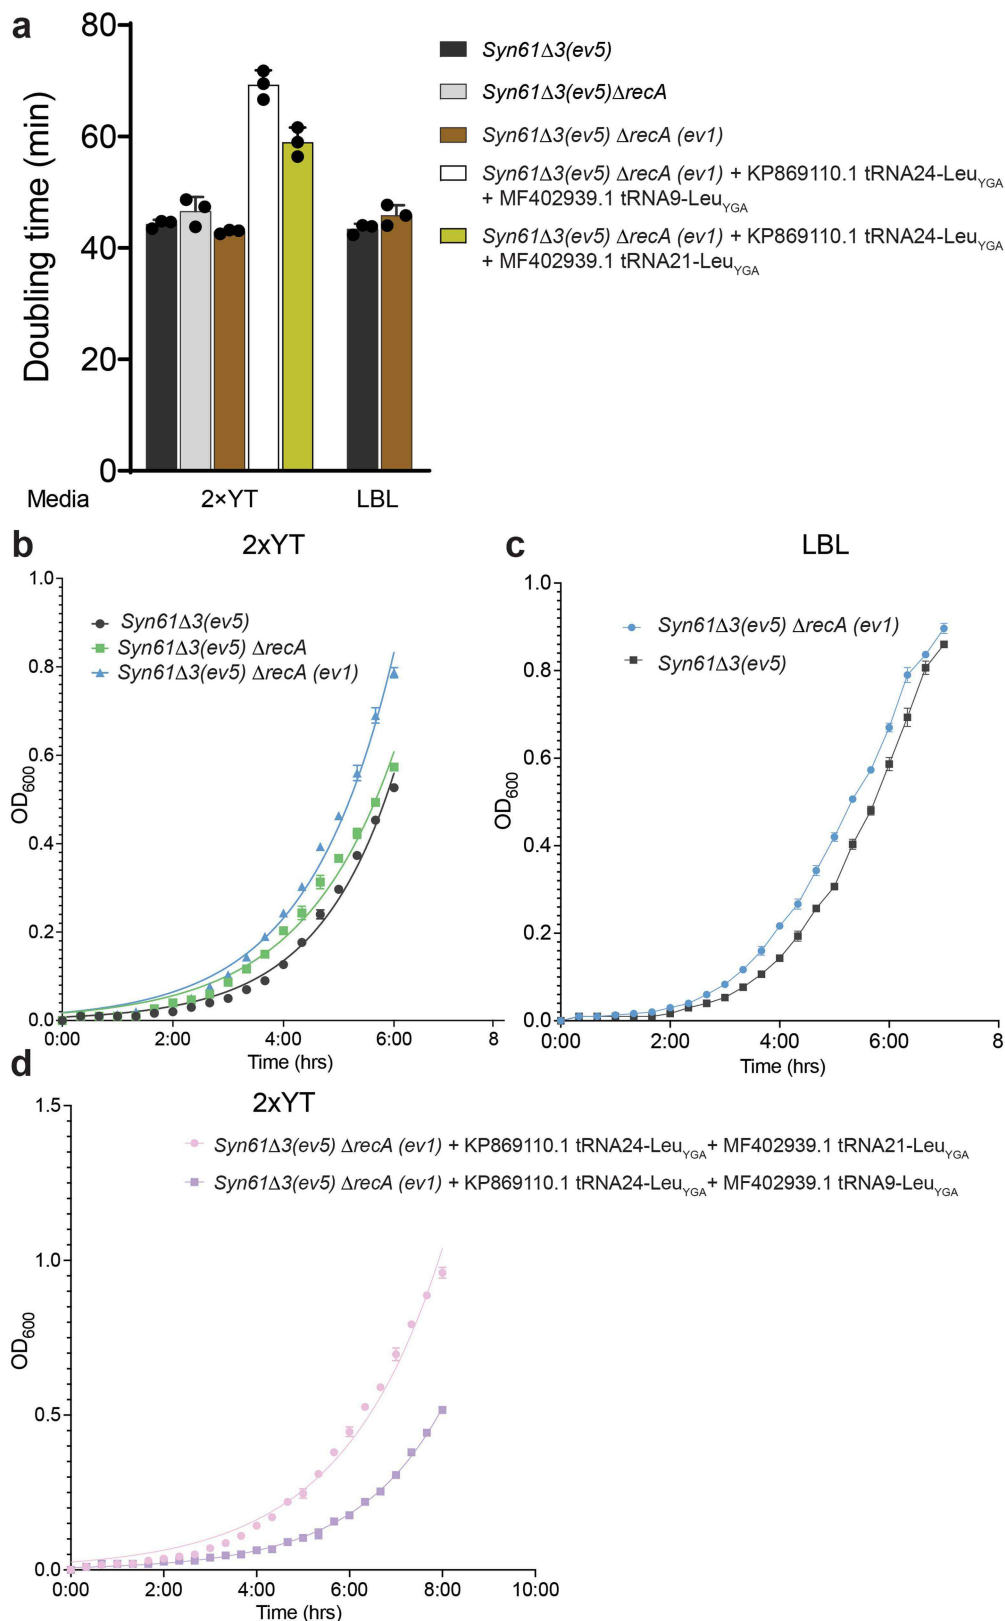 a
80
60
40
20
0
Doubling time (min)
Media
2×YT
LBL
Syn61Δ3(ev5)
Syn61Δ3(ev5)ΔrecA
Syn61Δ3(ev5) ΔrecA (ev1)
Syn61Δ3(ev5) ΔrecA (ev1) + KP869110.1 tRNA24-LeuYGA
+ MF402939.1 tRNA9-LeuYGA
Syn61Δ3(ev5) ΔrecA (ev1) + KP869110.1 tRNA24-LeuYGA
+ MF402939.1 tRNA21-LeuYGA
b
2xYT
1.0
0.8
0.6
0.4
0.2
0.0
OD600
Syn61Δ3(ev5)
Syn61Δ3(ev5) ΔrecA
Syn61Δ3(ev5) ΔrecA (ev1)
0:00
2:00
4:00
6:00
8
Time (hrs)
c
LBL
1.0
0.8
0.6
0.4
0.2
0.0
OD600
Syn61Δ3(ev5) ΔrecA (ev1)
Syn61Δ3(ev5)
0:00
2:00
4:00
6:00
8
Time (hrs)
d
2xYT
1.5
1.0
0.5
0.0
OD600
Syn61Δ3(ev5) ΔrecA (ev1) + KP869110.1 tRNA24-LeuYGA+ MF402939.1 tRNA21-LeuYGA
Syn61Δ3(ev5) ΔrecA (ev1) + KP869110.1 tRNA24-LeuYGA+ MF402939.1 tRNA9-LeuYGA
0:00
2:00
4:00
6:00
8:00
10:00
Time (hrs)